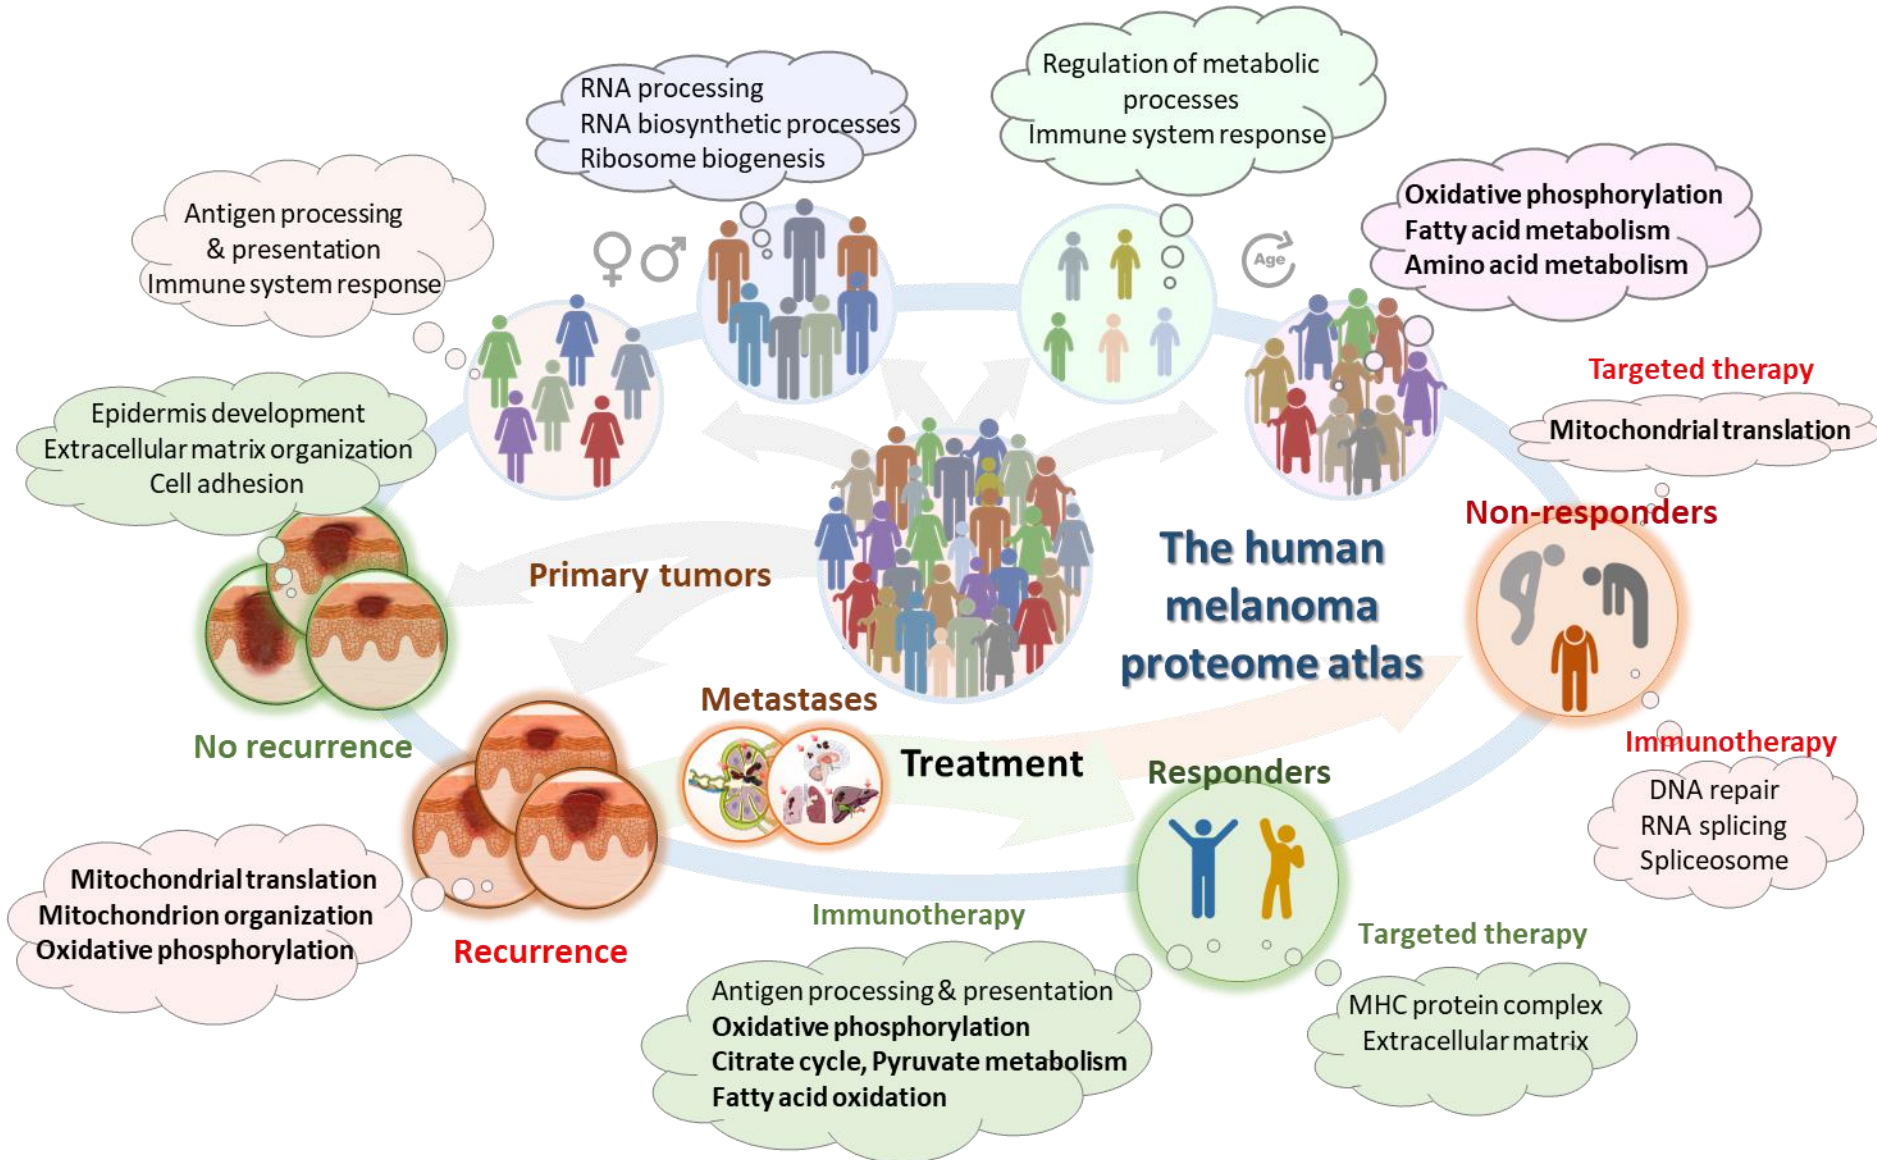 RNA processing
RNA biosynthetic processes
Ribosome biogenesis
Regulation of metabolic
processes
Immune system response
Antigen processing
& presentation
Immune system response
Oxidative phosphorylation
Fatty acid metabolism
Amino acid metabolism
Age
Targeted therapy
Mitochondrial translation
Epidermis development
Extracellular matrix organization
Cell adhesion
Non-responders
Primary tumors
The human
melanoma
proteome atlas
No recurrence
Metastases
Treatment
Responders
Immunotherapy
DNA repair
RNA splicing
Spliceosome
Mitochondrial translation
Mitochondrion organization
Oxidative phosphorylation
Recurrence
Immunotherapy
Antigen processing & presentation
Oxidative phosphorylation
Citrate cycle, Pyruvate metabolism
Fatty acid oxidation
Targeted therapy
MHC protein complex
Extracellular matrix